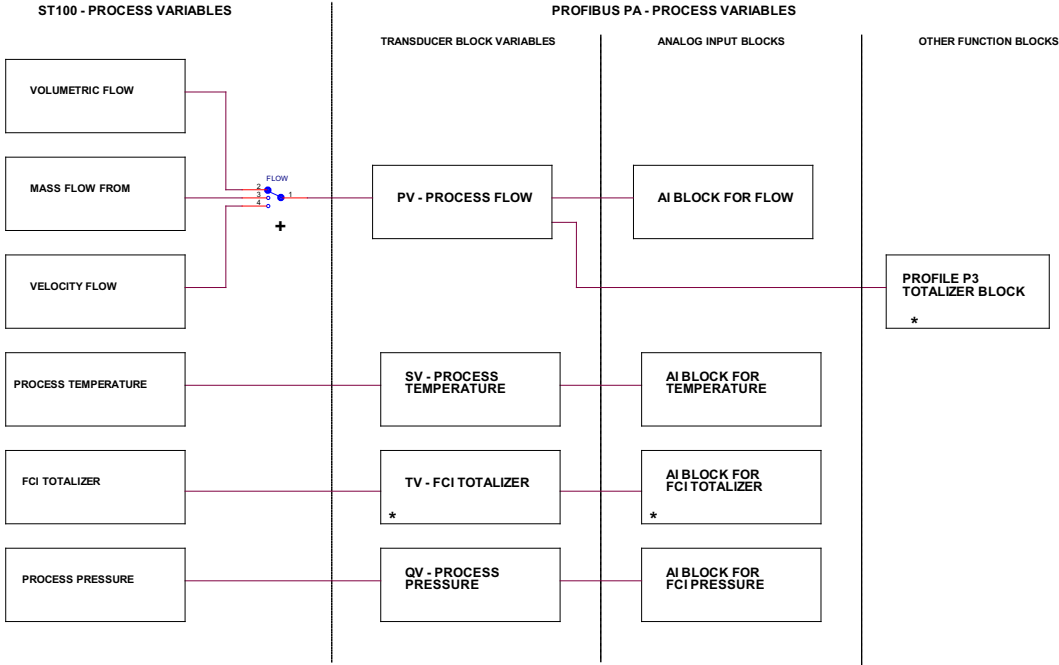 ST100 - PROCESS VARIABLES
PROFIBUS PA - PROCESS VARIABLES
TRANSDUCER BLOCK VARIABLES
ANALOG INPUT BLOCKS
OTHER FUNCTION BLOCKS
VOLUMETRIC FLOW
MASS FLOW FROM
FLOW
2
3
4
1
+
PV - PROCESS FLOW
AI BLOCK FOR FLOW
VELOCITY FLOW
PROFILE P3
TOTALIZER BLOCK
*
PROCESS TEMPERATURE
SV - PROCESS
TEMPERATURE
AI BLOCK FOR
TEMPERATURE
FCI TOTALIZER
TV - FCI TOTALIZER
*
AI BLOCK FOR
FCI TOTALIZER
*
PROCESS PRESSURE
QV - PROCESS
PRESSURE
AI BLOCK FOR
FCI PRESSURE